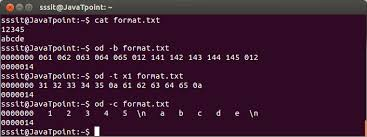 sssit@JavaTpoint: ~
sssit@JavaTpoint:~$ cat format.txt
12345
abcde
sssit@JavaTpoint:~$ od -b format.txt
0000000 061 062 063 064 065 012 141 142 143 144 145 012
0000014
sssit@JavaTpoint:~$ od -t x1 format.txt
0000000 31 32 33 34 35 0a 61 62 63 64 65 0a
0000014
sssit@JavaTpoint:~$ od -c format.txt
0000000 1 2 3 4 5 \n a b c d e \n
0000014
sssit@JavaTpoint:~$